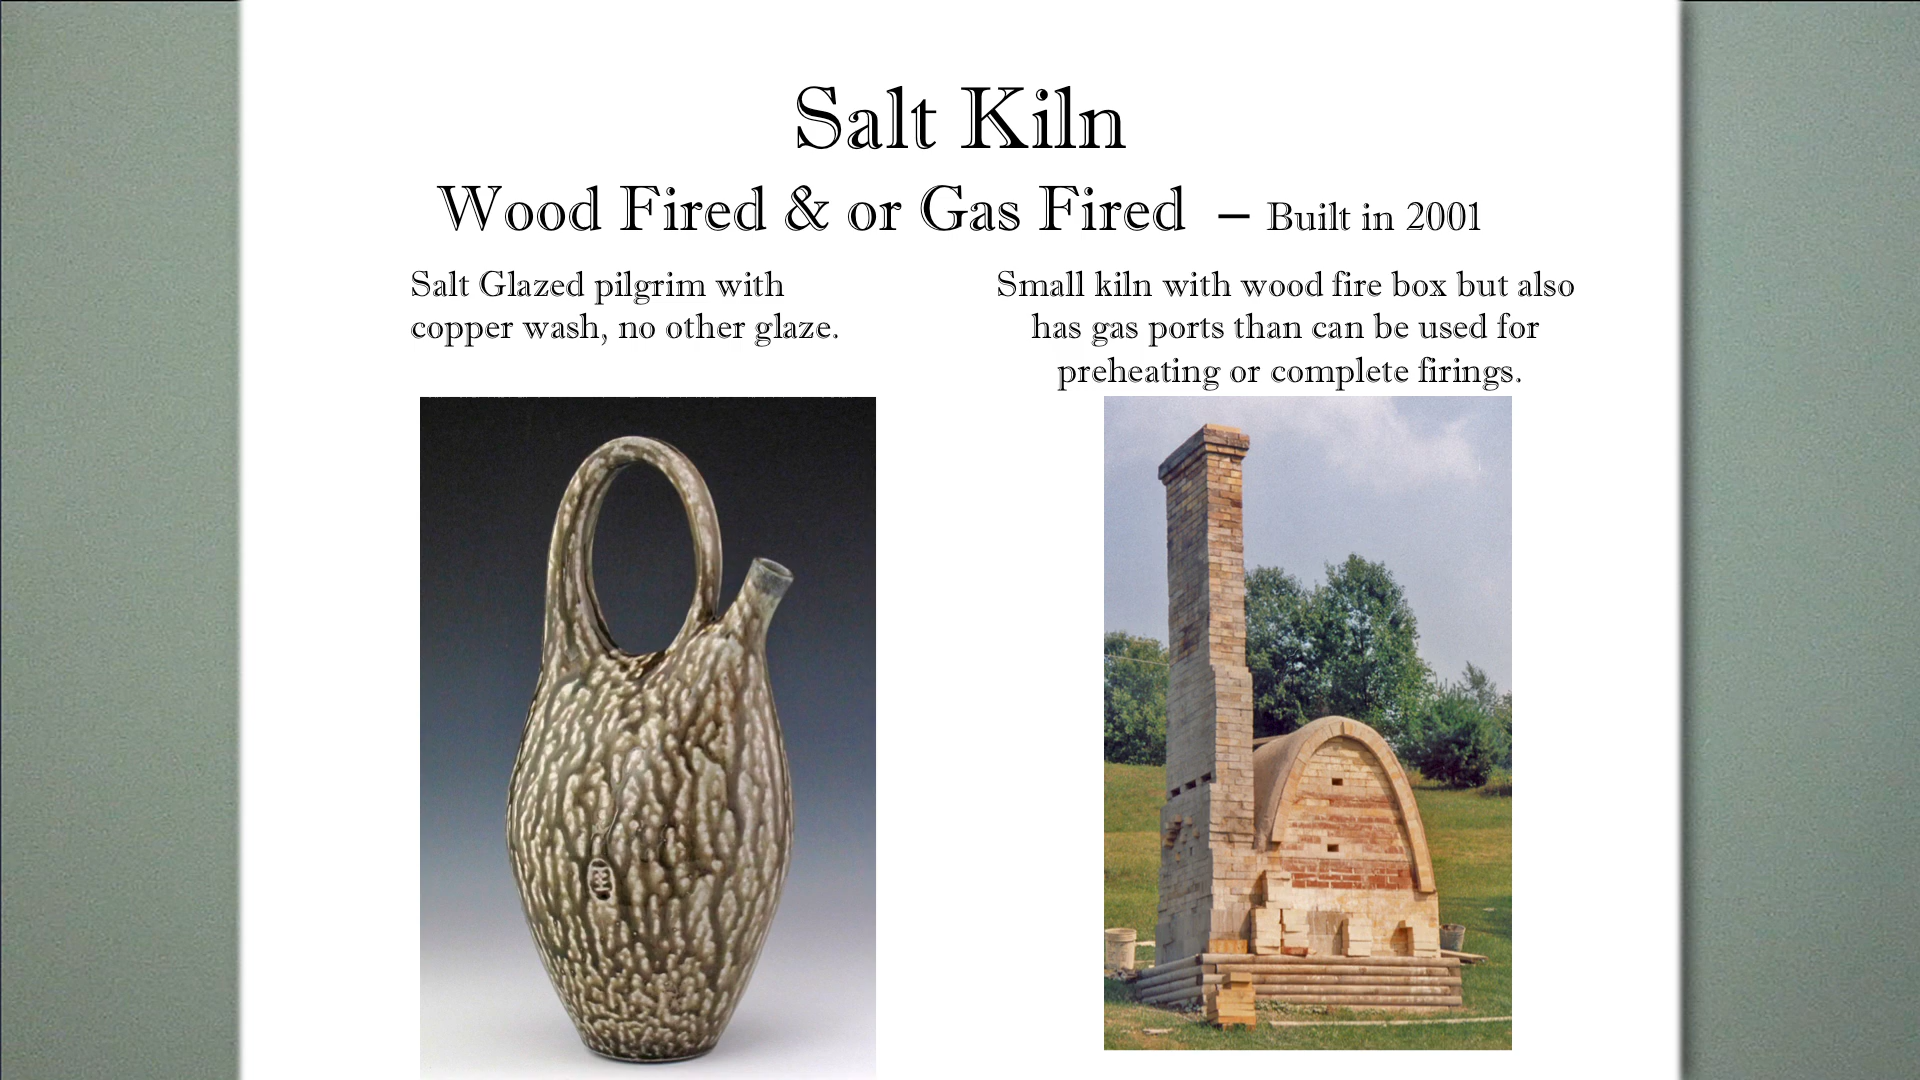 Salt Kiln
Wood Fired & or Gas Fired – Built in 2001
Salt Glazed pilgrim with
copper wash, no other glaze.
Small kiln with wood fire box but also
has gas ports than can be used for
preheating or complete firings.